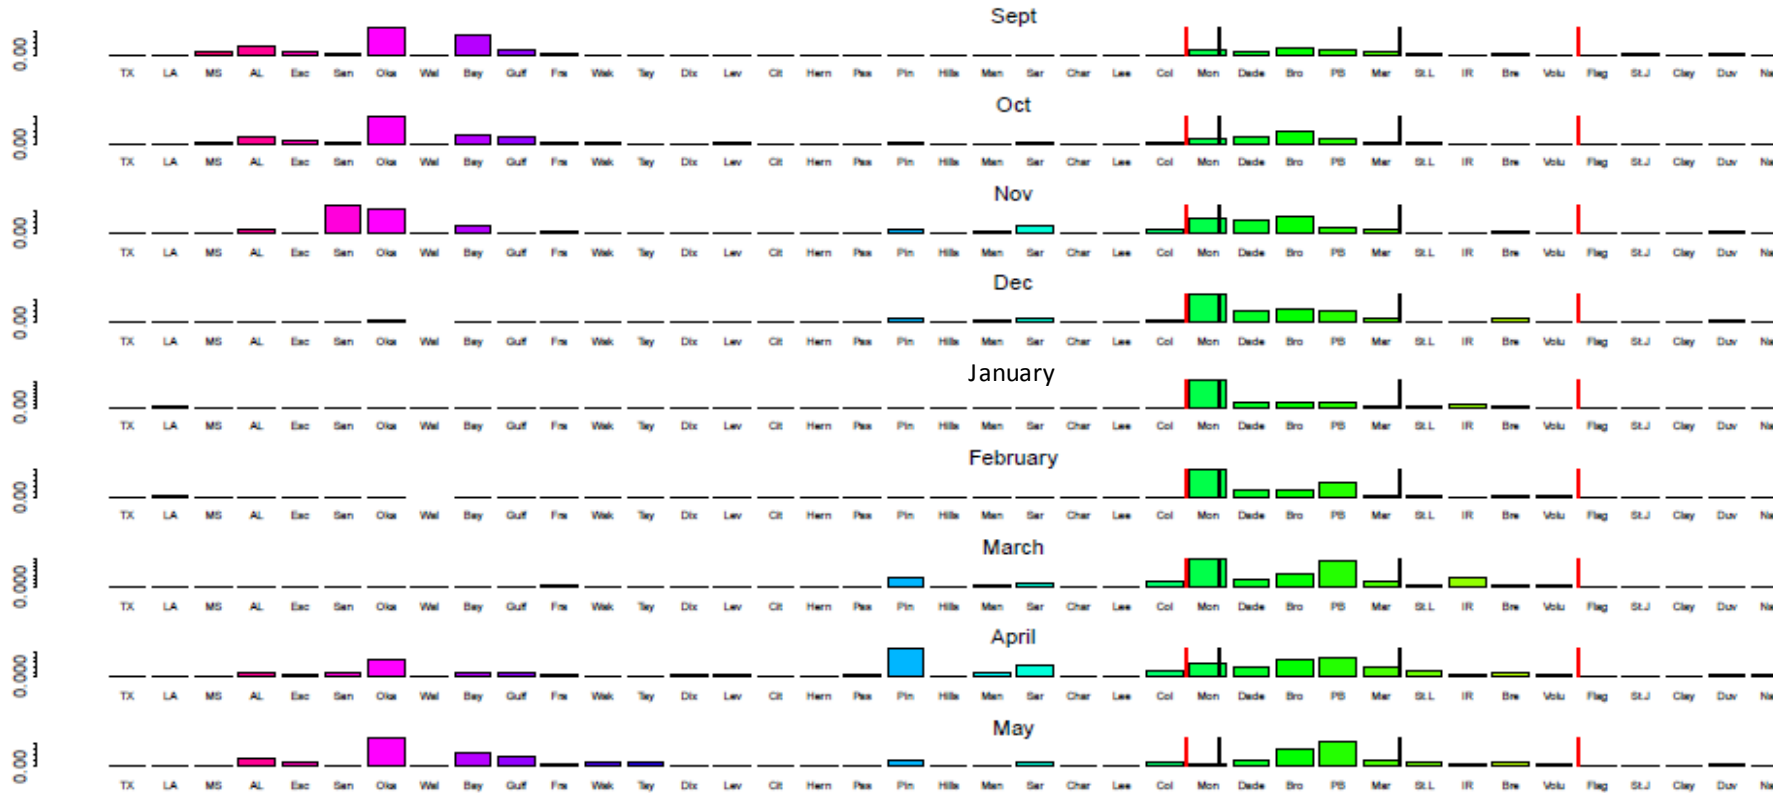 Sept
0.00
TX LA MS AL Esc San Oka Wal Bay Gulf Fra Wak Tay Dix Lev Cit Hern Pas Pin Hills Man Sar Char Lee Col Mon Dade Bro PB Mar St.L IR Bre Volu Flag St.J Clay Duv Na
Oct
0.00
TX LA MS AL Esc San Oka Wal Bay Gulf Fra Wak Tay Dix Lev Cit Hern Pas Pin Hills Man Sar Char Lee Col Mon Dade Bro PB Mar St.L IR Bre Volu Flag St.J Clay Duv Na
Nov
0.00
TX LA MS AL Esc San Oka Wal Bay Gulf Fra Wak Tay Dix Lev Cit Hern Pas Pin Hills Man Sar Char Lee Col Mon Dade Bro PB Mar St.L IR Bre Volu Flag St.J Clay Duv Na
Dec
0.00
TX LA MS AL Esc San Oka Wal Bay Gulf Fra Wak Tay Dix Lev Cit Hern Pas Pin Hills Man Sar Char Lee Col Mon Dade Bro PB Mar St.L IR Bre Volu Flag St.J Clay Duv Na
January
0.00
TX LA MS AL Esc San Oka Wal Bay Gulf Fra Wak Tay Dix Lev Cit Hern Pas Pin Hills Man Sar Char Lee Col Mon Dade Bro PB Mar St.L IR Bre Volu Flag St.J Clay Duv Na
February
0.00
TX LA MS AL Esc San Oka Wal Bay Gulf Fra Wak Tay Dix Lev Cit Hern Pas Pin Hills Man Sar Char Lee Col Mon Dade Bro PB Mar St.L IR Bre Volu Flag St.J Clay Duv Na
March
0.000
TX LA MS AL Esc San Oka Wal Bay Gulf Fra Wak Tay Dix Lev Cit Hern Pas Pin Hills Man Sar Char Lee Col Mon Dade Bro PB Mar St.L IR Bre Volu Flag St.J Clay Duv Na
April
0.000
TX LA MS AL Esc San Oka Wal Bay Gulf Fra Wak Tay Dix Lev Cit Hern Pas Pin Hills Man Sar Char Lee Col Mon Dade Bro PB Mar St.L IR Bre Volu Flag St.J Clay Duv Na
May
0.00
TX LA MS AL Esc San Oka Wal Bay Gulf Fra Wak Tay Dix Lev Cit Hern Pas Pin Hills Man Sar Char Lee Col Mon Dade Bro PB Mar St.L IR Bre Volu Flag St.J Clay Duv Na